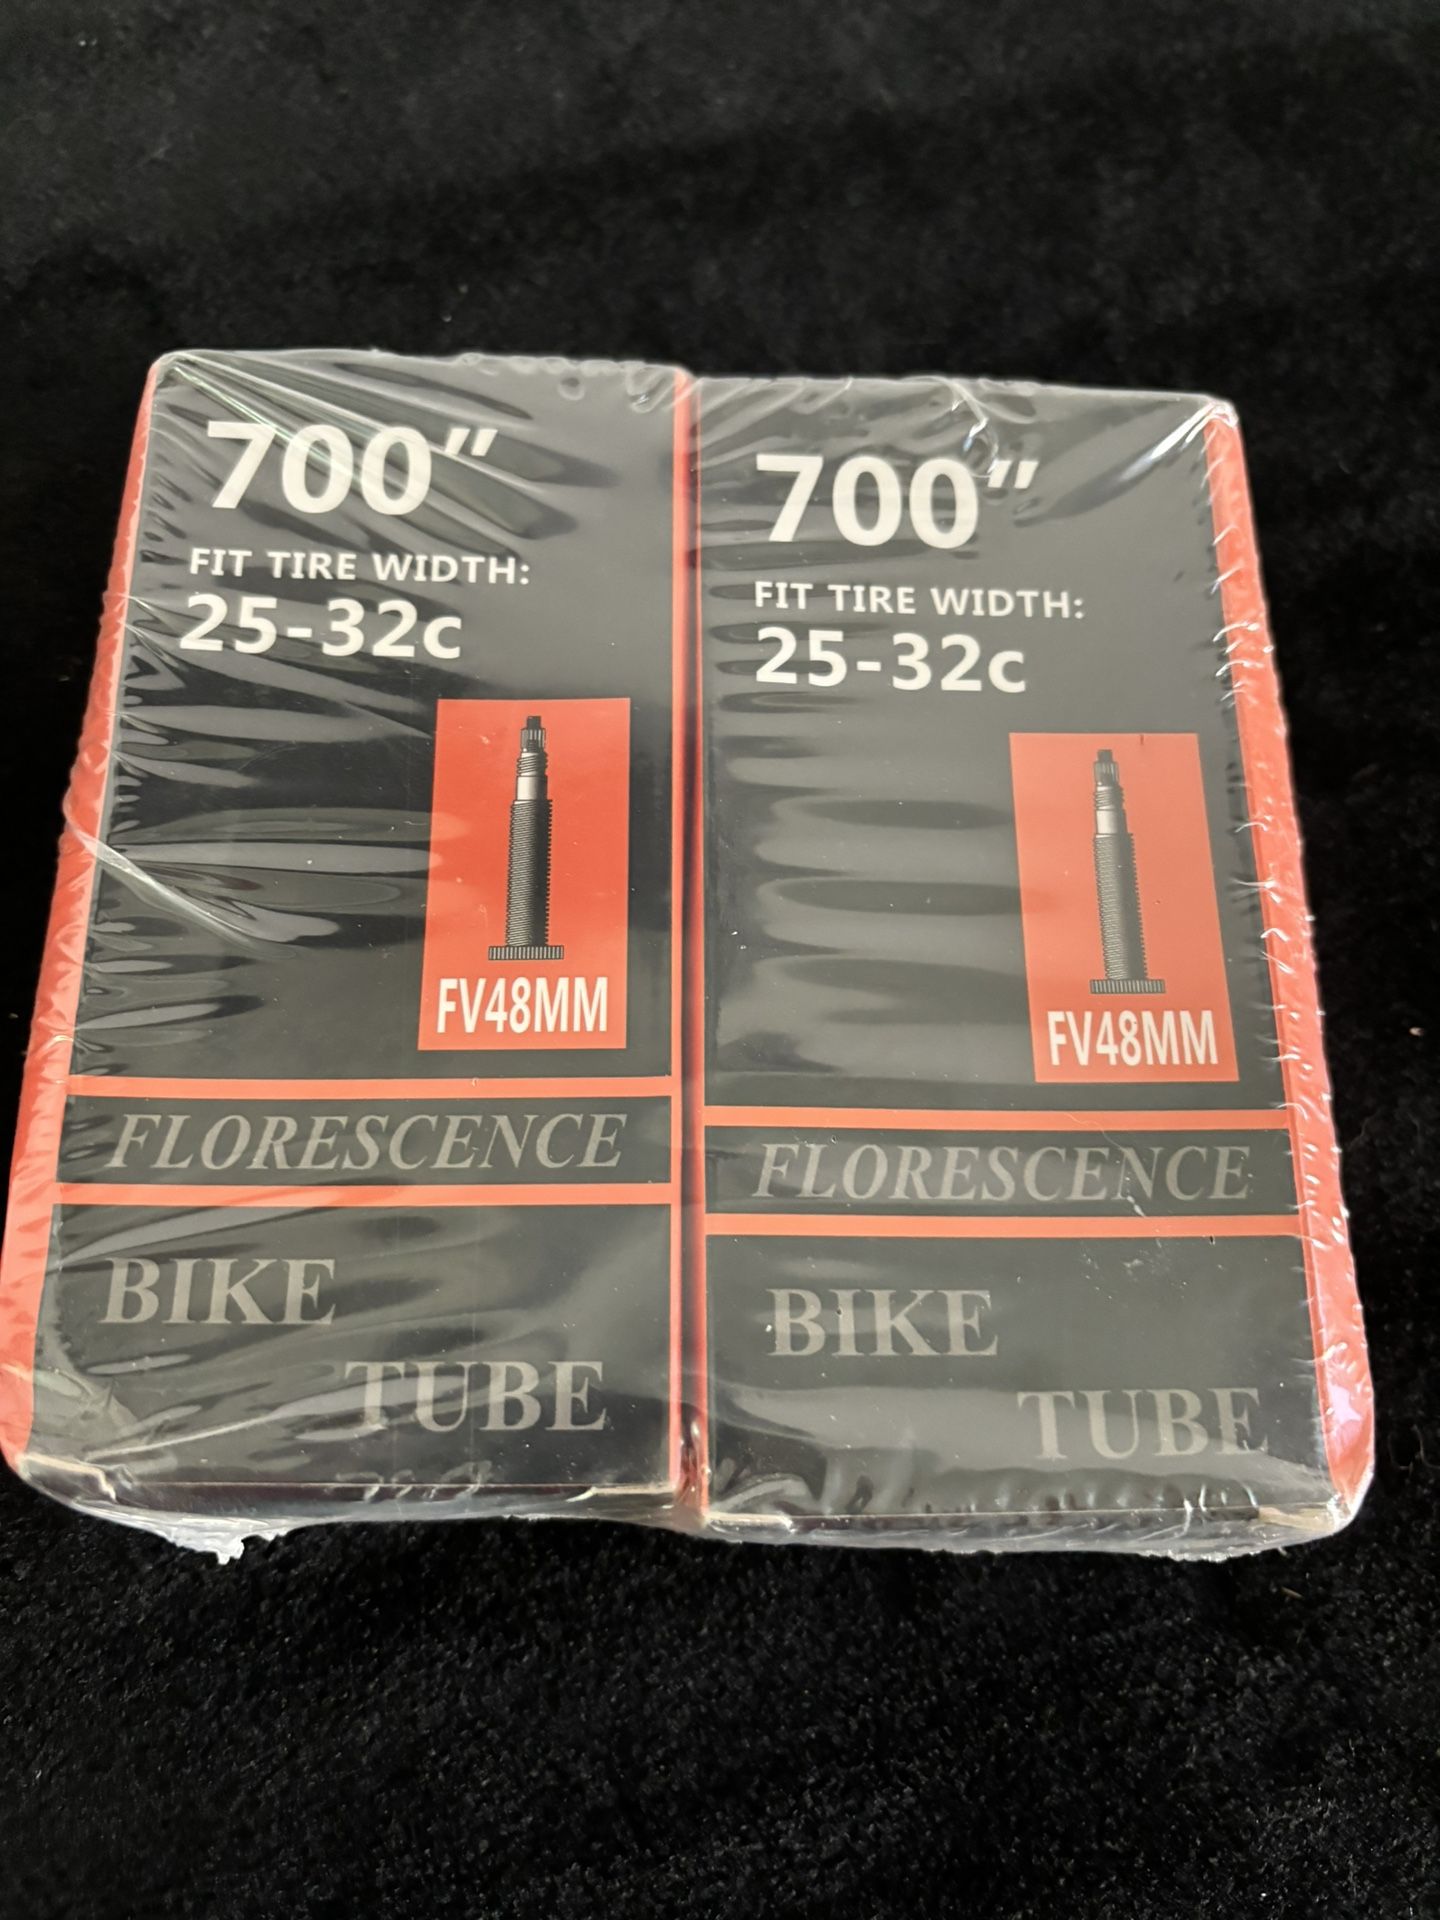 700"
FIT TIRE WIDTH:
25-32c
FV48MM
FLORESCENCE
BIKE
TUBE
700"
FIT TIRE WIDTH:
25-32c
FV48MM
FLORESCENCE
BIKE
TUBE